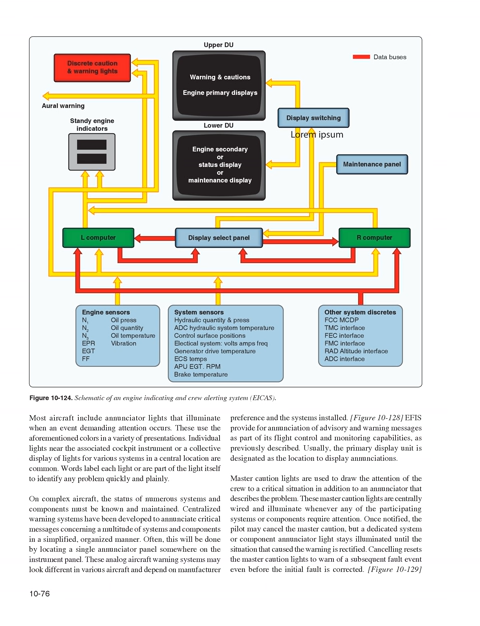 Upper DU
Data buses
Discrete caution
& warning lights
Warning & cautions
Engine primary displays
Aural warning
Display switching
Lower DU
Standy engine
indicators
Lorem ipsum
Engine secondary
or
status display
or
maintenance display
Maintenance panel
L computer
Display select panel
R computer
Engine sensors
N1 Oil press
N2 Oil quantity
N3 Oil temperature
EPR Vibration
EGT
FF
System sensors
Hydraulic quantity & press
ADC hydraulic system temperature
Control surface positions
Electical system: volts amps freq
Generator drive temperature
ECS temps
APU EGT. RPM
Brake temperature
Other system discretes
FCC MCDP
TMC interface
FEC interface
FMC interface
RAD Altitude interface
ADC interface
Figure 10-124. Schematic of an engine indicating and crew alerting system (EICAS).
Most aircraft include annunciator lights that illuminate
when an event demanding attention occurs. These use the
aforementioned colors in a variety of presentations. Individual
lights near the associated cockpit instrument or a collective
display of lights for various systems in a central location are
common. Words label each light or are part of the light itself
to identify any problem quickly and plainly.
On complex aircraft, the status of numerous systems and
components must be known and maintained. Centralized
warning systems have been developed to annunciate critical
messages concerning a multitude of systems and components
in a simplified, organized manner. Often, this will be done
by locating a single annunciator panel somewhere on the
instrument panel. These analog aircraft warning systems may
look different in various aircraft and depend on manufacturer
preference and the systems installed. [Figure 10-128] EFIS
provide for annunciation of advisory and warning messages
as part of its flight control and monitoring capabilities, as
previously described. Usually, the primary display unit is
designated as the location to display annunciations.
Master caution lights are used to draw the attention of the
crew to a critical situation in addition to an annunciator that
describes the problem. These master caution lights are centrally
wired and illuminate whenever any of the participating
systems or components require attention. Once notified, the
pilot may cancel the master caution, but a dedicated system
or component annunciator light stays illuminated until the
situation that caused the warning is rectified. Cancelling resets
the master caution lights to warn of a subsequent fault event
even before the initial fault is corrected. [Figure 10-129]
10-76